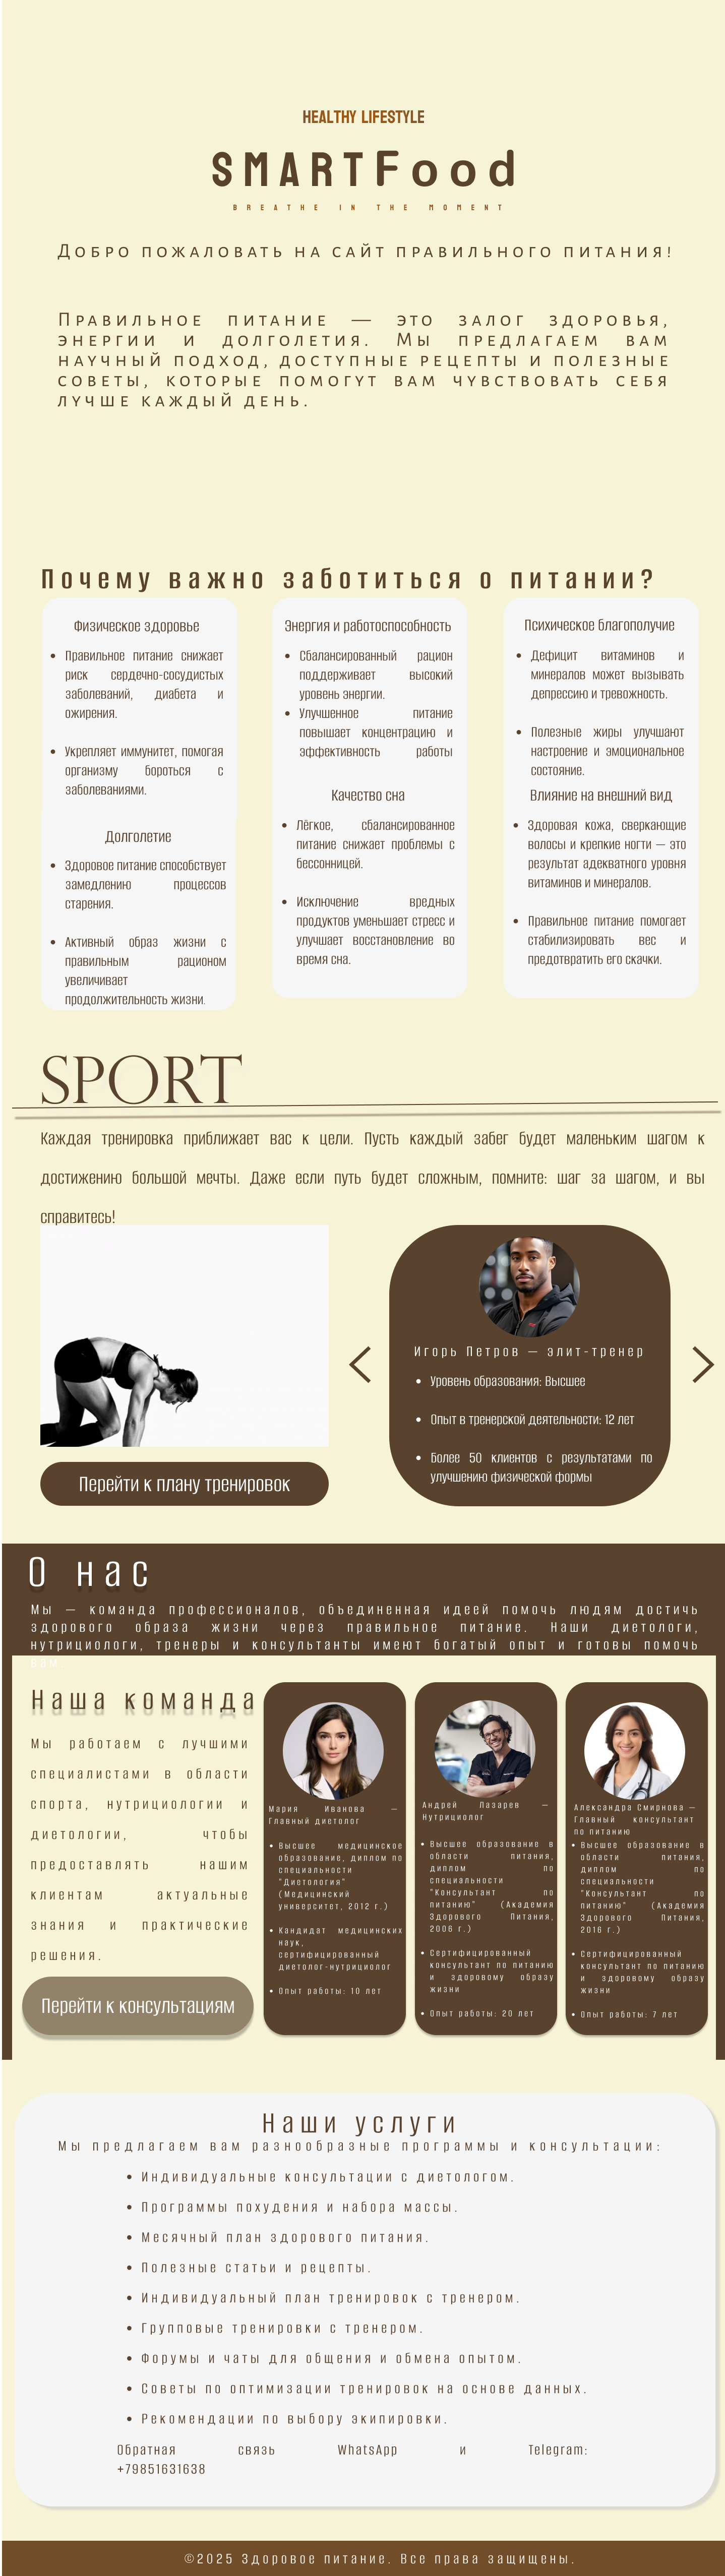 HEALTHY LIFESTYLE
SMARTFood
BREATHE IN THE MOMENT
Добро пожаловать на сайт правильного питания!
Правильное питание — это залог здоровья,
энергии и долголетия. Мы предлагаем вам
научный подход, доступные рецепты и полезные
советы, которые помогут вам чувствовать себя
лучше каждый день.
Почему важно заботиться о питании?
Физическое здоровье
• Правильное питание снижает
риск сердечно-сосудистых
заболеваний, диабета и
ожирения.
• Укрепляет иммунитет, помогая
организму бороться с
заболеваниями.
Долголетие
• Здоровое питание способствует
замедлению процессов
старения.
• Активный образ жизни с
правильным рационом
увеличивает
продолжительность жизни.
Энергия и работоспособность
• Сбалансированный рацион
поддерживает высокий
уровень энергии.
• Улучшенное питание
повышает концентрацию и
эффективность работы
Качество сна
• Лёгкое, сбалансированное
питание снижает проблемы с
бессонницей.
• Исключение вредных
продуктов уменьшает стресс и
улучшает восстановление во
время сна.
Психическое благополучие
• Дефицит витаминов и
минералов может вызывать
депрессию и тревожность.
• Полезные жиры улучшают
настроение и эмоциональное
состояние.
Влияние на внешний вид
• Здоровая кожа, сверкающие
волосы и крепкие ногти — это
результат адекватного уровня
витаминов и минералов.
• Правильное питание помогает
стабилизировать вес и
предотвратить его скачки.
SPORT
Каждая тренировка приближает вас к цели. Пусть каждый забег будет маленьким шагом к
достижению большой мечты. Даже если путь будет сложным, помните: шаг за шагом, и вы
справитесь!
Перейти к плану тренировок
Игорь Петров — элит-тренер
• Уровень образования: Высшее
• Опыт в тренерской деятельности: 12 лет
• Более 50 клиентов с результатами по
улучшению физической формы
О нас
Мы — команда профессионалов, объединенная идеей помочь людям достичь
здорового образа жизни через правильное питание. Наши диетологи,
нутрициологи, тренеры и консультанты имеют богатый опыт и готовы помочь
вам.
Наша команда
Мы работаем с лучшими
специалистами в области
спорта, нутрициологии и
диетологии, чтобы
предоставлять нашим
клиентам актуальные
знания и практические
решения.
Перейти к консультациям
Мария Иванова —
Главный диетолог
• Высшее медицинское
образование, диплом по
специальности
"Диетология"
(Медицинский
университет, 2012 г.)
• Кандидат медицинских
наук,
сертифицированный
диетолог-нутрициолог
• Опыт работы: 10 лет
Андрей Лазарев —
Нутрициолог
• Высшее образование в
области питания,
диплом по
специальности
"Консультант по
питанию" (Академия
Здорового Питания,
2006 г.)
• Сертифицированный
консультант по питанию
и здоровому образу
жизни
• Опыт работы: 20 лет
Александра Смирнова —
Главный консультант
по питанию
• Высшее образование в
области питания,
диплом по
специальности
"Консультант по
питанию" (Академия
Здорового Питания,
2016 г.)
• Сертифицированный
консультант по питанию
и здоровому образу
жизни
• Опыт работы: 7 лет
Наши услуги
Мы предлагаем вам разнообразные программы и консультации:
• Индивидуальные консультации с диетологом.
• Программы похудения и набора массы.
• Месячный план здорового питания.
• Полезные статьи и рецепты.
• Индивидуальный план тренировок с тренером.
• Групповые тренировки с тренером.
• Форумы и чаты для общения и обмена опытом.
• Советы по оптимизации тренировок на основе данных.
• Рекомендации по выбору экипировки.
Обратная связь WhatsApp и Telegram:
+79851631638
©2025 Здоровое питание. Все права защищены.